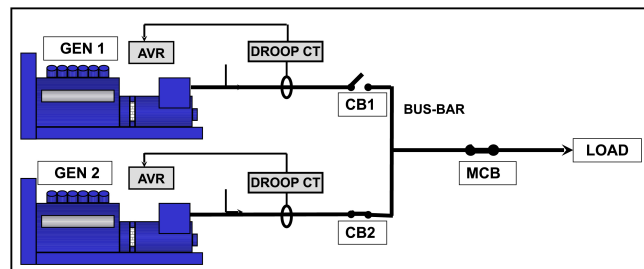 GEN 1
AVR
DROOP CT
CB1
BUS-BAR
MCB
LOAD
GEN 2
AVR
DROOP CT
CB2